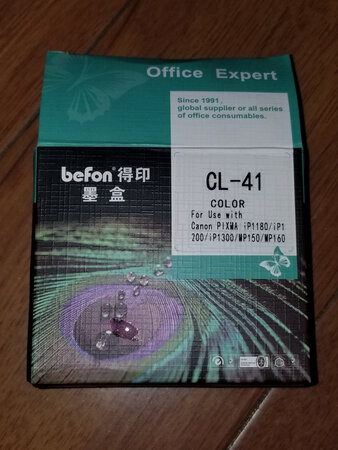 Office Expert
Since 1991,
global supplier or all series
of office consumables.
befon® 得印
墨盒
CL-41
COLOR
For Use with
Canon PIXMA iP1180/iP1
200/iP1300/MP150/MP160